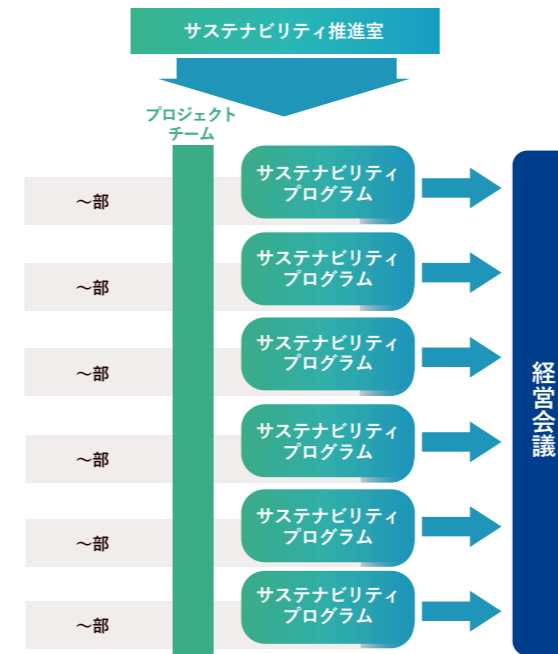 サステナビリティ推進室
プロジェクト
チーム
～部
サステナビリティ
プログラム
～部
サステナビリティ
プログラム
～部
サステナビリティ
プログラム
～部
サステナビリティ
プログラム
～部
サステナビリティ
プログラム
～部
サステナビリティ
プログラム
経営会議